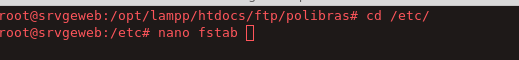 root@srvgeweb:/opt/lampp/htdocs/ftp/polibras# cd /etc/
root@srvgeweb:/etc# nano fstab